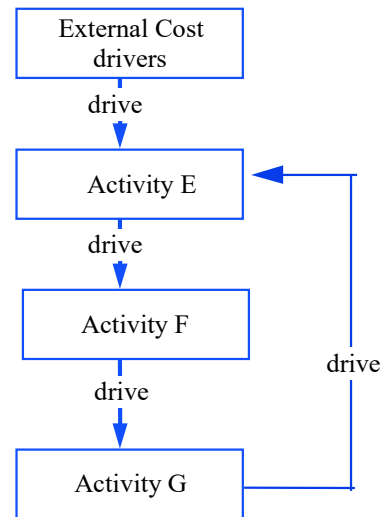 External Cost
drivers
drive
Activity E
drive
Activity F
drive
drive
Activity G